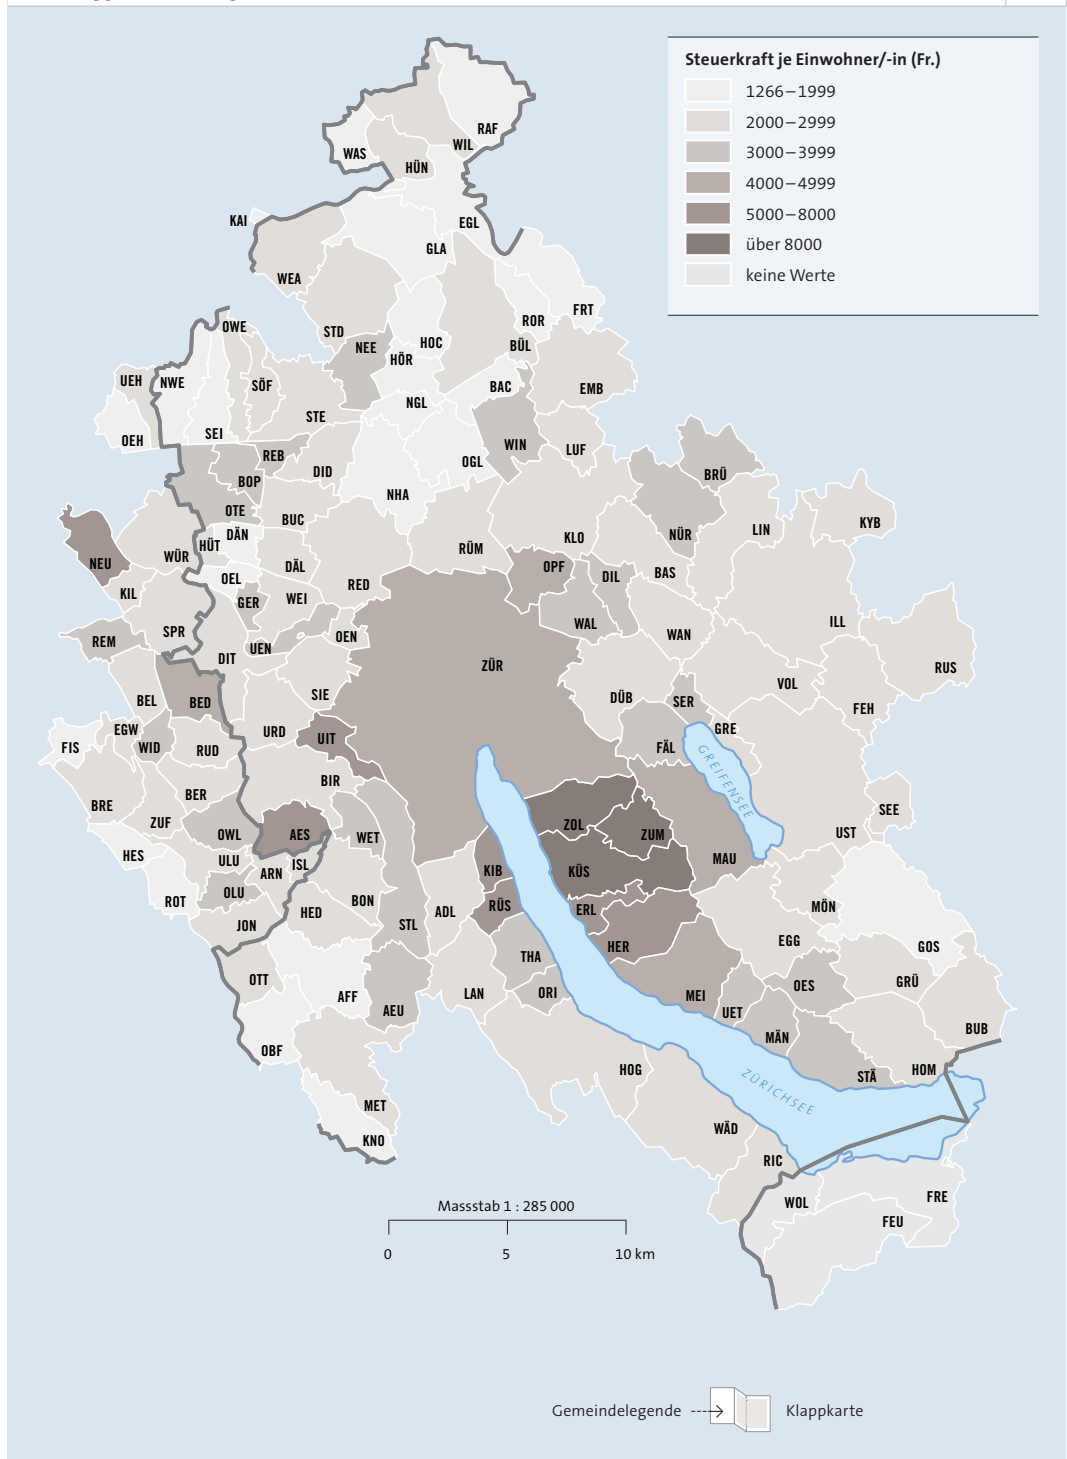 Steuerkraft je Einwohner/-in (Fr.)
1266–1999
2000–2999
3000–3999
4000–4999
5000–8000
über 8000
keine Werte
RAF
WIL
WAS
HÜN
KAI
EGL
GLA
WEA
FRT
ROR
STD
OWE
HOC
NEE
BÜL
HÖR
UEH
NWE
SÖF
BAC
EMB
NGL
STE
SEI
OEH
WIN
LUF
REB
OGL
DID
BRÜ
BOP
NHA
OTE
BUC
KYB
LIN
DÄN
NÜR
KLO
HÜT
RÜM
WÜR
NEU
DÄL
OPF
BAS
DIL
OEL
RED
KIL
WEI
GER
ILL
WAL
SPR
WAN
OEN
REM
UEN
DIT
ZÜR
RUS
VOL
SIE
DÜB
BEL
BED
SER
FEH
EGW
GRE
URD
UIT
FIS
WID
RUD
FÄL
GREIFENSEE
BIR
BER
BRE
SEE
ZUF
ZOL
UST
OWL
AES
WET
ZUM
HES
ULU
ISL
MAU
ARN
KIB
KÜS
OLU
ROT
BON
RÜS
MÖN
ERL
HED
ADL
JON
STL
EGG
HER
GOS
THA
OTT
GRÜ
OES
ORI
LAN
MEI
AFF
AEU
UET
BUB
MÄN
OBF
HOG
HOM
STÄ
ZÜRICHSEE
MET
WÄD
KNO
RIC
FRE
WOL
FEU
Massstab 1 : 285 000
0 5 10 km
Gemeindelegende
Klappkarte